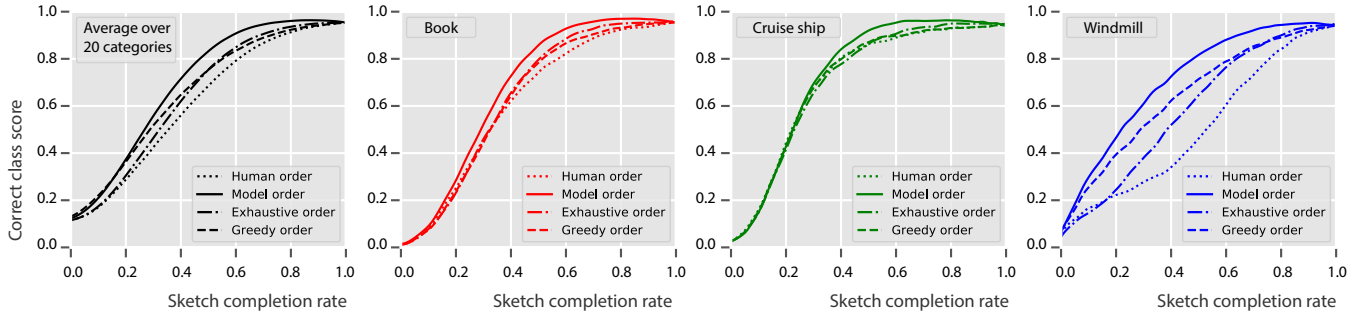 Correct class score
1.0
0.8
0.6
0.4
0.2
0.0
Average over
20 categories
Human order
Model order
Exhaustive order
Greedy order
0.0 0.2 0.4 0.6 0.8 1.0
Sketch completion rate
1.0
0.8
0.6
0.4
0.2
0.0
Book
Human order
Model order
Exhaustive order
Greedy order
0.0 0.2 0.4 0.6 0.8 1.0
Sketch completion rate
1.0
0.8
0.6
0.4
0.2
0.0
Cruise ship
Human order
Model order
Exhaustive order
Greedy order
0.0 0.2 0.4 0.6 0.8 1.0
Sketch completion rate
1.0
0.8
0.6
0.4
0.2
0.0
Windmill
Human order
Model order
Exhaustive order
Greedy order
0.0 0.2 0.4 0.6 0.8 1.0
Sketch completion rate